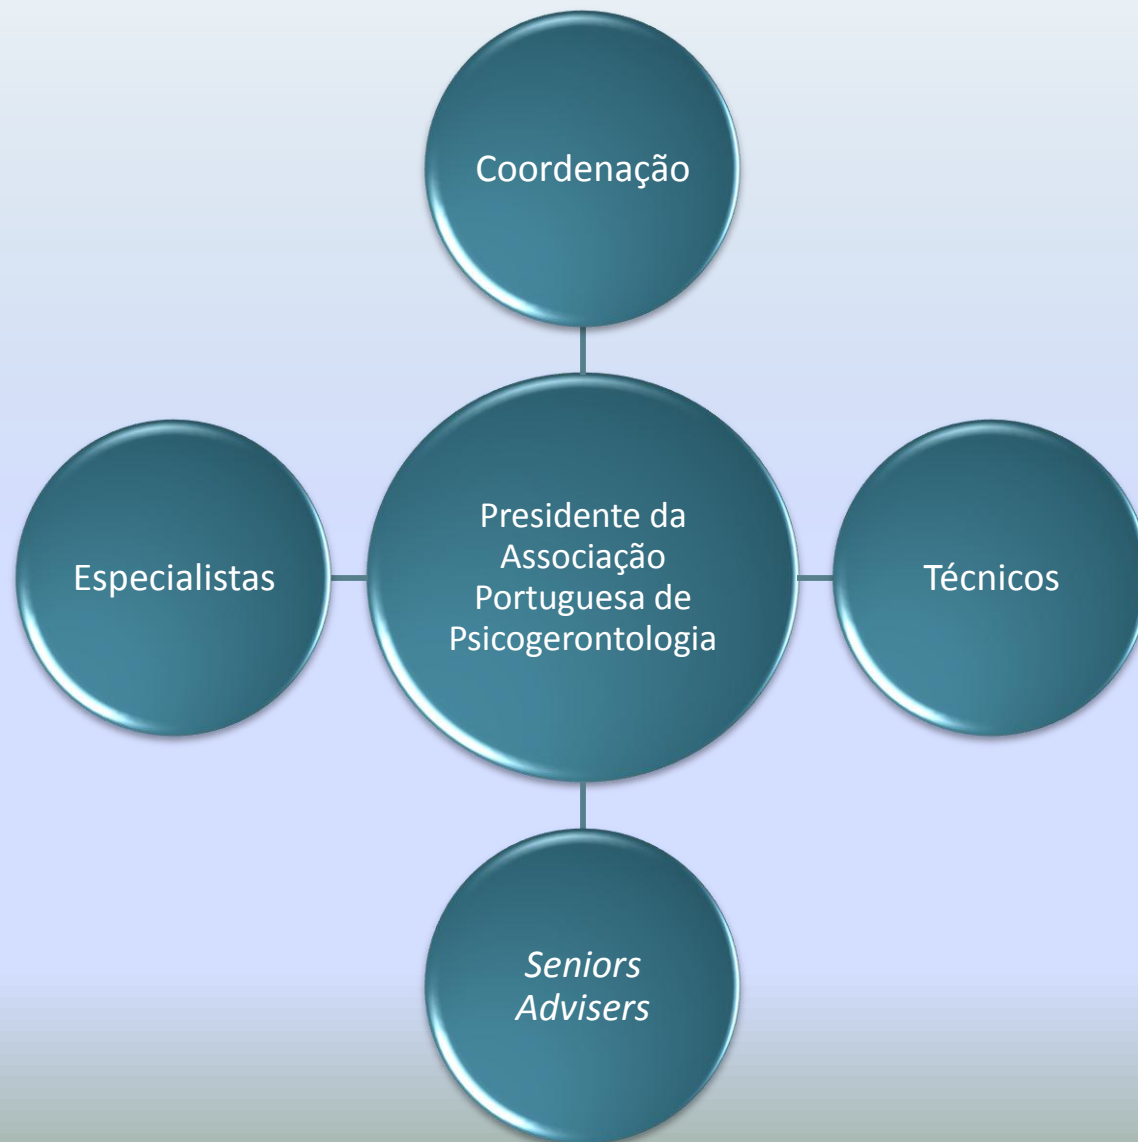 Coordenação
Presidente da
Associação
Portuguesa de
Psicogerontologia
Especialistas
Técnicos
Seniors
Advisers